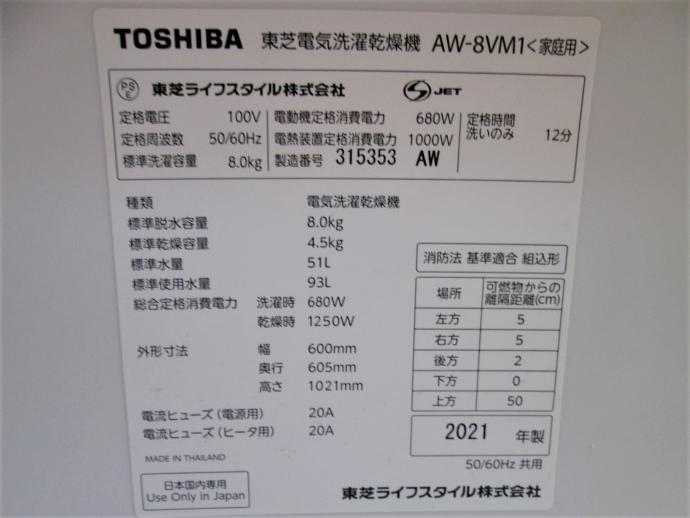 TOSHIBA 東芝電気洗濯乾燥機 AW-8VM1<家庭用>
PS E 東芝ライフスタイル株式会社 S JET
定格電圧 100V 電動機定格消費電力 680W 定格時間
定格周波数 50/60Hz 電熱装置定格消費電力 1000W 洗いのみ 12分
標準洗濯容量 8.0kg 製造番号 315353 AW
種類 電気洗濯乾燥機
標準脱水容量 8.0kg
標準乾燥容量 4.5kg
標準水量 51L
標準使用水量 93L
総合定格消費電力 洗濯時 680W
乾燥時 1250W
外形寸法 幅 600mm
奥行 605mm
高さ 1021mm
電流ヒューズ(電源用) 20A
電流ヒューズ(ヒータ用) 20A
MADE IN THAILAND
日本国内専用
Use Only in Japan
消防法 基準適合 組込形
場所 可燃物からの
離隔距離(cm)
左方 5
右方 5
後方 2
下方 0
上方 50
2021 年製
50/60Hz 共用
東芝ライフスタイル株式会社